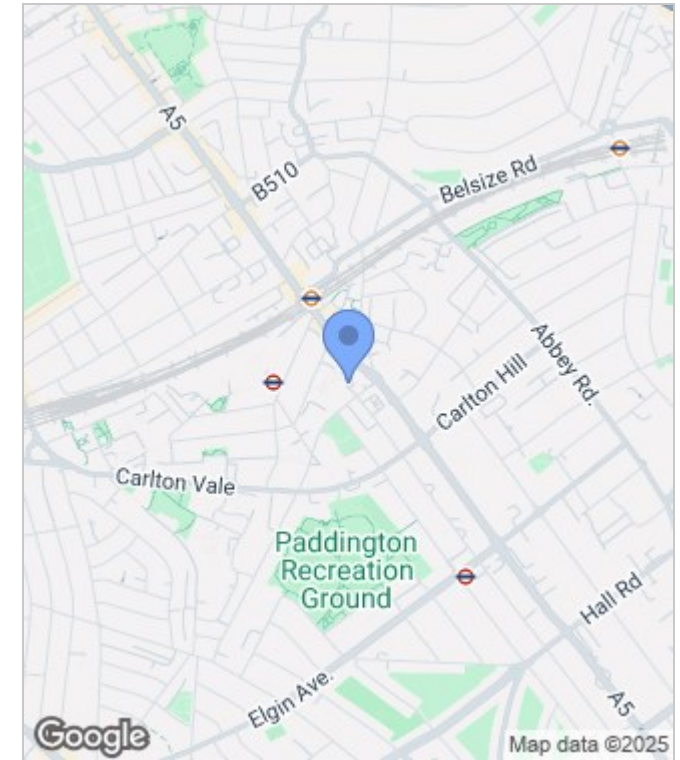 A5
B510
Belsize Rd
Abbey Rd.
Carlton Hill
Carlton Vale
Paddington
Recreation
Ground
Hall Rd
Elgin Ave.
A5
Google
Map data ©2025